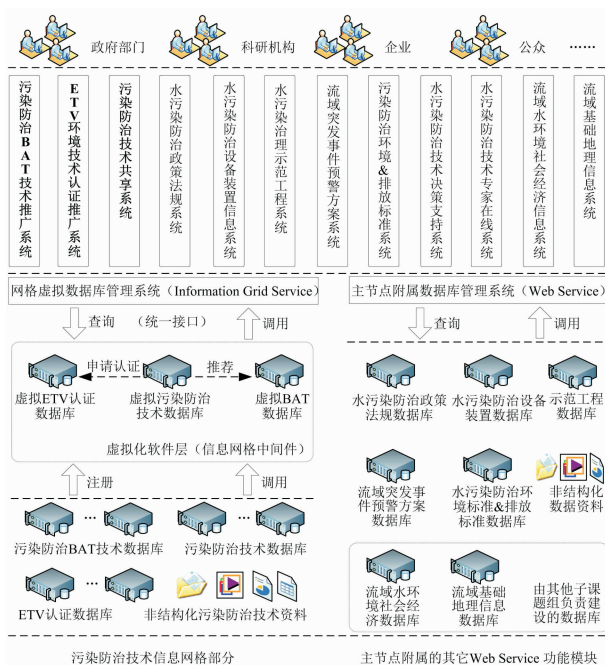 政府部门 科研机构 企业 公众 ……
污染防治BAT技术推广系统
ETV环境技术认证推广系统
污染防治技术共享系统
水污染防治政策法规系统
水污染防治设备装置信息系统
水污染治理示范工程系统
流域突发事件预警方案系统
污染防治环境&排放标准系统
水污染防治技术决策支持系统
水污染防治技术专家在线系统
流域水环境社会经济信息系统
流域基础地理信息系统
网格虚拟数据库管理系统（Information Grid Service）
查询 （统一接口） 调用
申请认证 推荐
虚拟ETV认证
数据库
虚拟污染防治
技术数据库
虚拟BAT
数据库
虚拟化软件层（信息网格中间件）
注册 调用
··· ···
污染防治BAT技术数据库 污染防治技术数据库
···
ETV认证数据库 非结构化污染防治技术资料
污染防治技术信息网格部分
主节点附属数据库管理系统（Web Service）
查询 调用
水污染防治政策
法规数据库
水污染防治设备
装置数据库
示范工程
数据库
流域突发事
件预警方案
数据库
水污染防治环
境标准&排放
标准数据库
非结构化
数据资料
流域水环
境社会经
济数据库
流域基础
地理信息
数据库
由其他子课
题组负责建
设的数据库
主节点附属的其它Web Service 功能模块